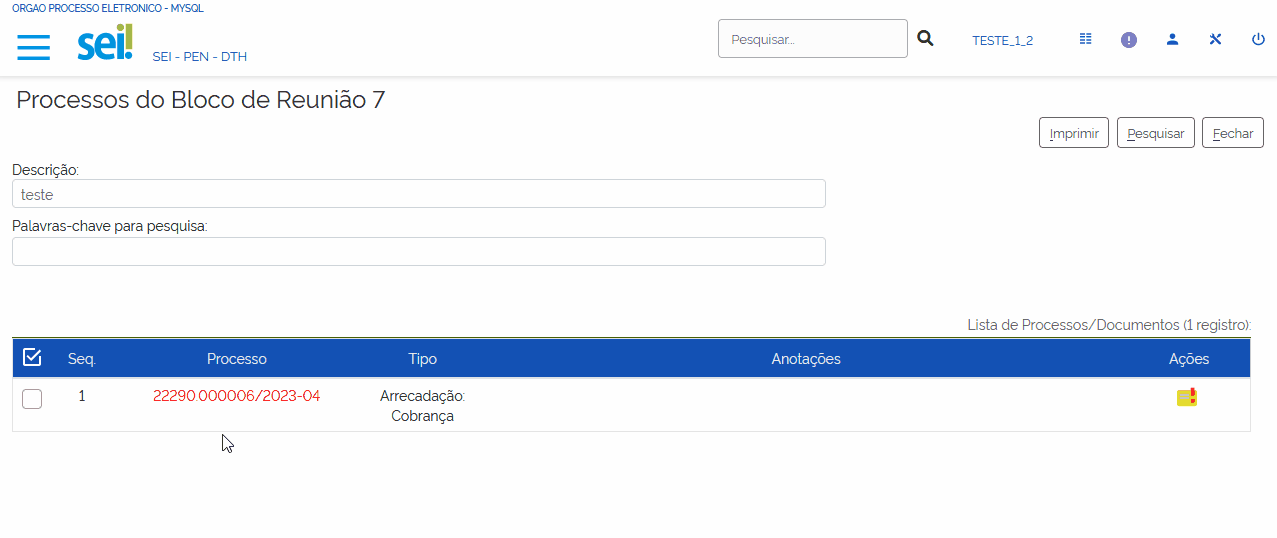 ORGAO PROCESSO ELETRONICO - MYSQL
sei!
SEI - PEN - DTH
Pesquisar...
TESTE_1_2
Processos do Bloco de Reunião 7
Imprimir
Pesquisar
Fechar
Descrição:
teste
Palavras-chave para pesquisa:
Lista de Processos/Documentos (1 registro):
Seq. Processo Tipo Anotações Ações
1 22290.000006/2023-04 Arrecadação:
Cobrança